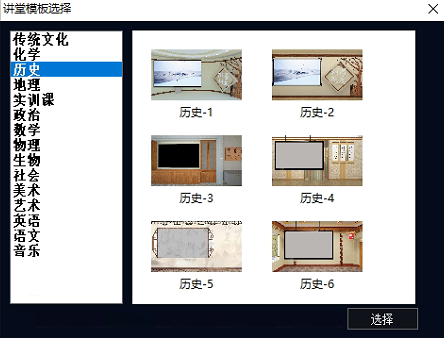 讲堂模板选择
传统文化
化学
历史
地理
实训课
政治
数学
物理
生物
社会
美术
艺术
英语
语文
音乐
历史-1
历史-2
历史-3
历史-4
历史-5
历史-6
选择